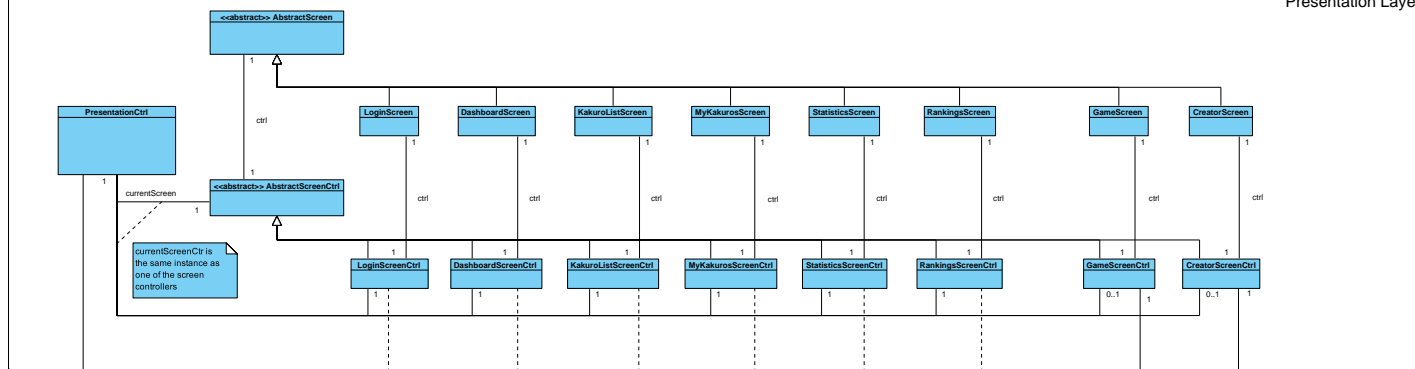 Presentation Laye
<<abstract>> AbstractScreen
1
PresentationCtrl
LoginScreen
DashboardScreen
KakuroListScreen
MyKakurosScreen
StatisticsScreen
RankingsScreen
GameScreen
CreatorScreen
ctrl
1
1
1
1
1
1
1
1
1
1
<<abstract>> AbstractScreenCtrl
currentScreen
1
ctrl
ctrl
ctrl
ctrl
ctrl
ctrl
ctrl
ctrl
currentScreenCtr is
the same instance as
one of the screen
controllers
1
1
1
1
1
1
1
1
LoginScreenCtrl
DashboardScreenCtrl
KakuroListScreenCtrl
MyKakurosScreenCtrl
StatisticsScreenCtrl
RankingsScreenCtrl
GameScreenCtrl
CreatorScreenCtrl
1
1
1
1
1
1
0..1
1
0..1
1